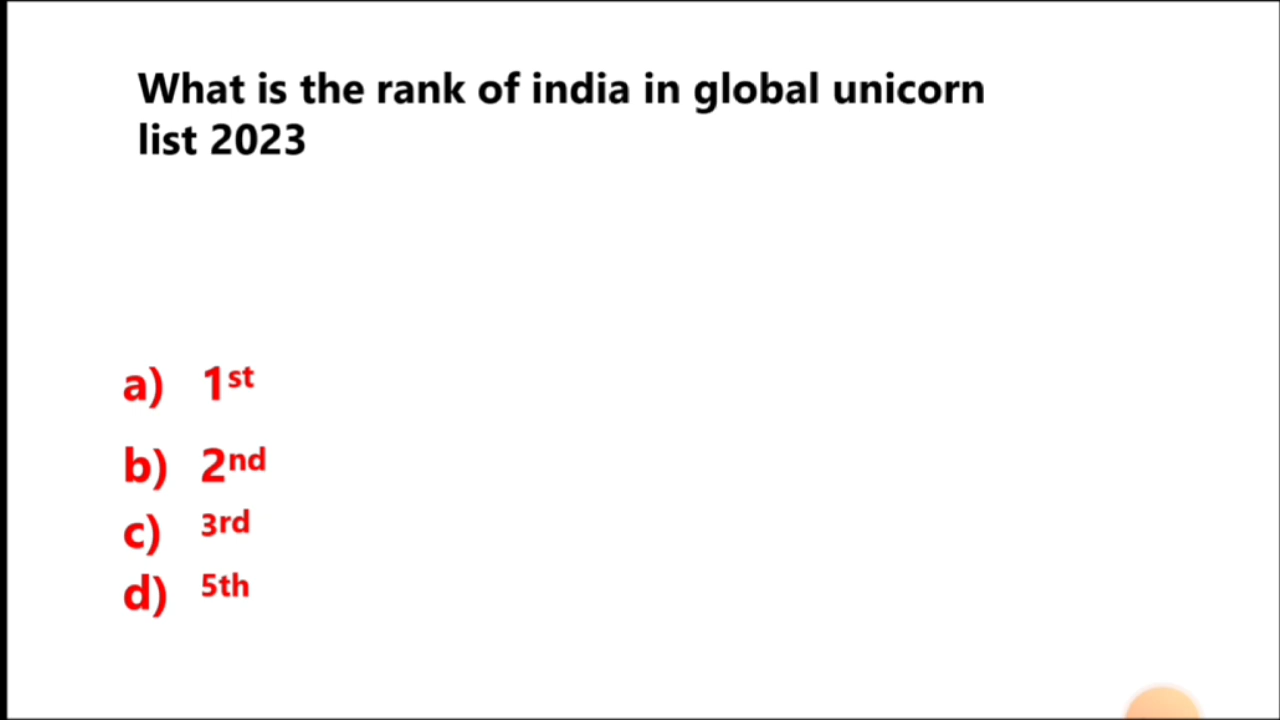 What is the rank of india in global unicorn
list 2023
a) 1st
b) 2nd
c) 3rd
d) 5th